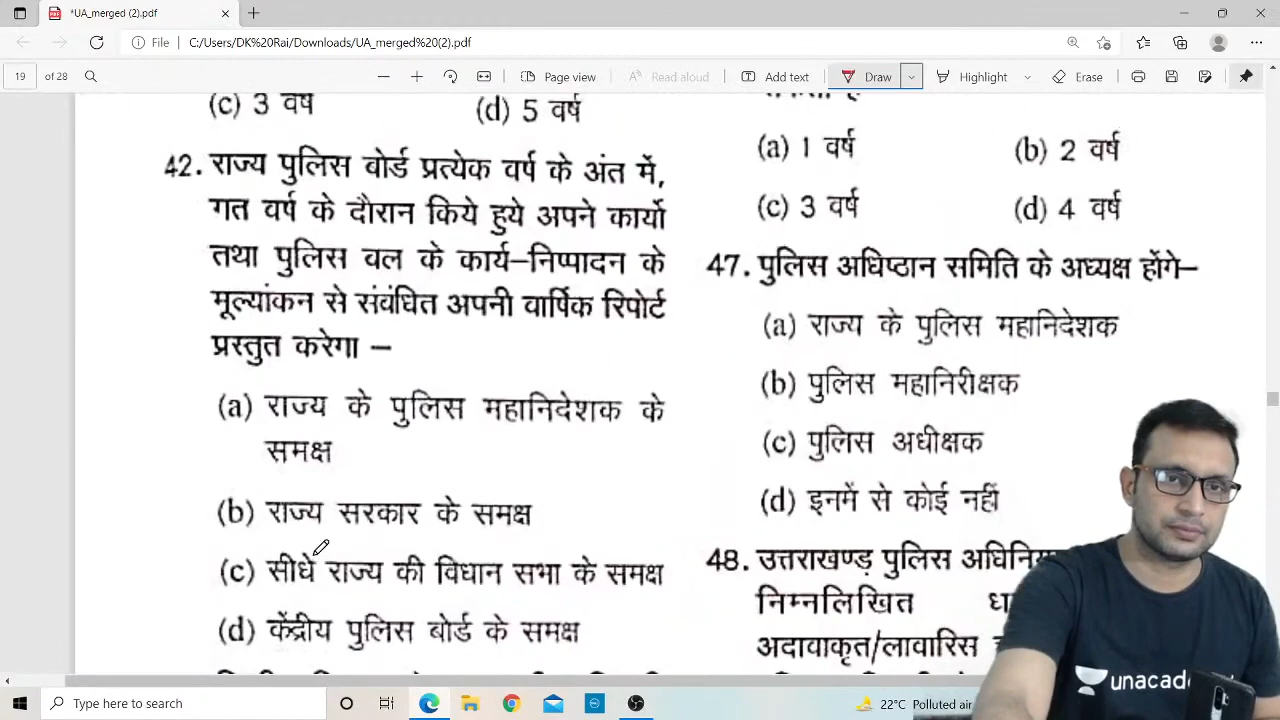 *UA_merged (2).pdf
File
C:/Users/DK%20Rai/Downloads/UA_merged%20(2).pdf
19 of 28
Page view
Read aloud
Add text
Draw
Highlight
Erase
(c) 3 वर्ष (d) 5 वर्ष
42. राज्य पुलिस बोर्ड प्रत्येक वर्ष के अंत में,
गत वर्ष के दौरान किये हुये अपने कार्यो
तथा पुलिस वल के कार्य–निष्पादन के
मूल्यांकन से संवंधित अपनी वार्षिक रिपोर्ट
प्रस्तुत करेगा –
(a) राज्य के पुलिस महानिदेशक के
समक्ष
(b) राज्य सरकार के समक्ष
(c) सीधे राज्य की विधान सभा के समक्ष
(d) केंद्रीय पुलिस बोर्ड के समक्ष
(a) 1 वर्ष (b) 2 वर्ष
(c) 3 वर्ष (d) 4 वर्ष
47. पुलिस अधिष्ठान समिति के अध्यक्ष होंगे–
(a) राज्य के पुलिस महानिदेशक
(b) पुलिस महानिरीक्षक
(c) पुलिस अधीक्षक
(d) इनमें से कोई नहीं
48. उत्तराखण्ड़ पुलिस
निम्नलिखित
अदावाकृत/लावारिस
unacade
Type here to search
22°C Polluted air